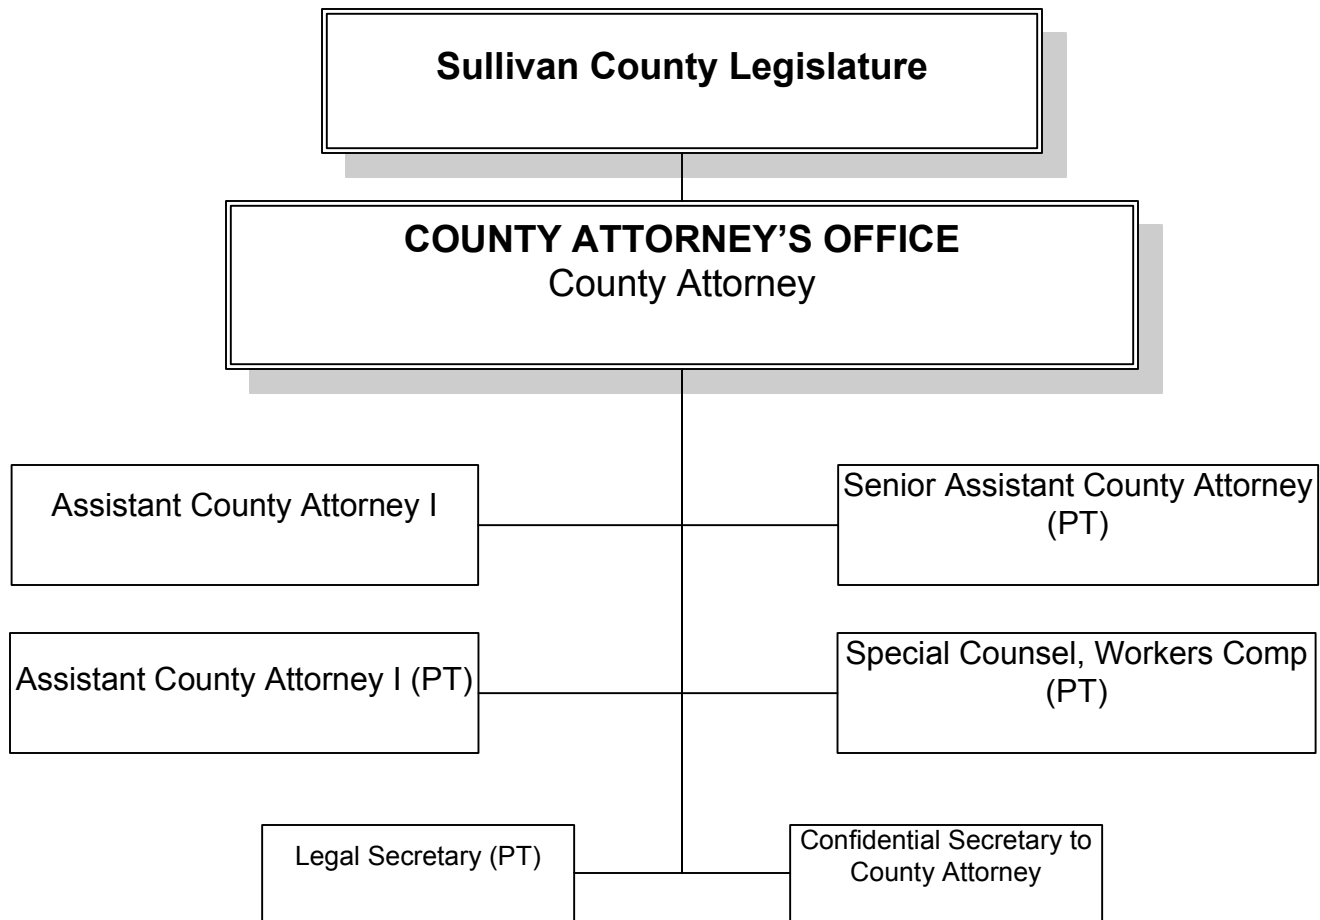 Sullivan County Legislature
COUNTY ATTORNEY’S OFFICE
County Attorney
Assistant County Attorney I
Senior Assistant County Attorney
(PT)
Assistant County Attorney I (PT)
Special Counsel, Workers Comp
(PT)
Legal Secretary (PT)
Confidential Secretary to
County Attorney